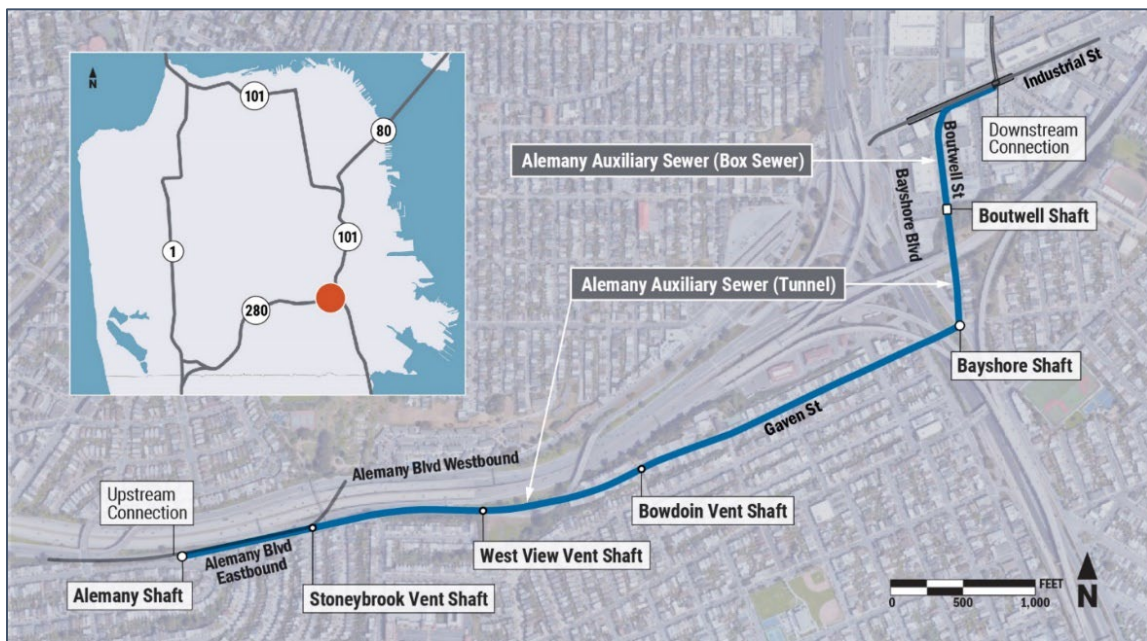 N
101
80
1
101
280
Industrial St
Downstream
Connection
Alemany Auxiliary Sewer (Box Sewer)
Boutwell St
Bayshore Blvd
Boutwell Shaft
Alemany Auxiliary Sewer (Tunnel)
Bayshore Shaft
Gaven St
Alemany Blvd Westbound
Upstream
Connection
Bowdoin Vent Shaft
West View Vent Shaft
Alemany Blvd
Eastbound
Alemany Shaft
Stoneybrook Vent Shaft
FEET
0 500 1,000
N